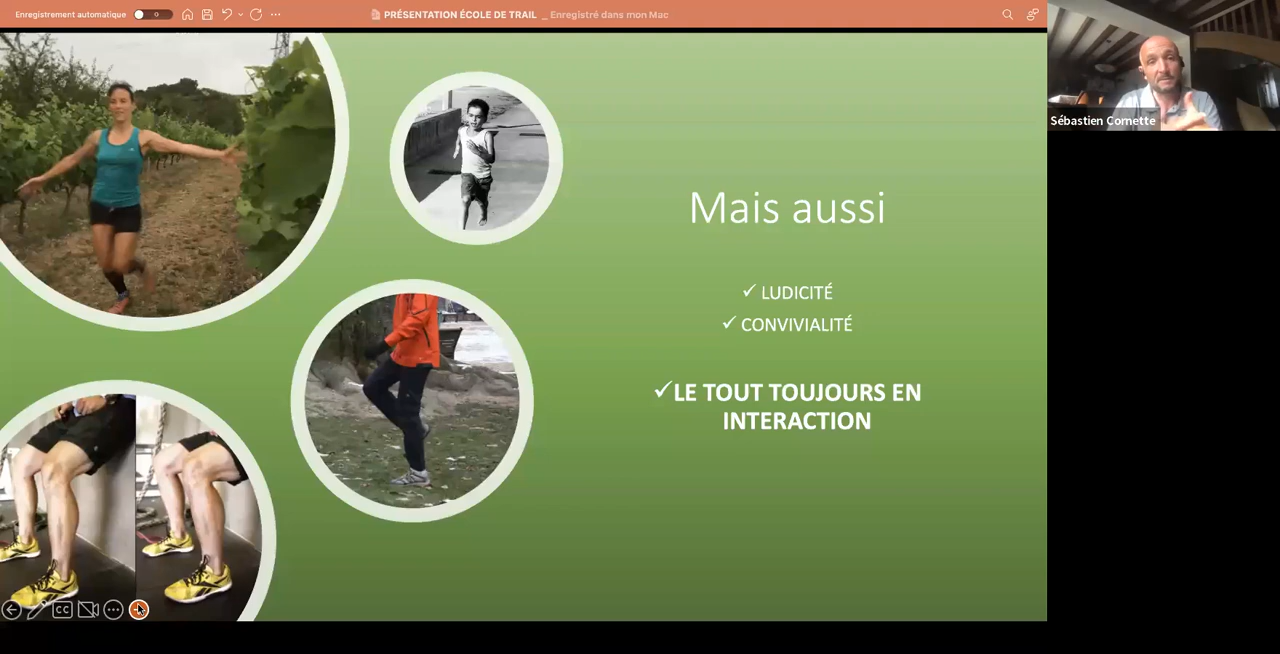 Enregistrement automatique
PRÉSENTATION ÉCOLE DE TRAIL _ Enregistré dans mon Mac
Sébastien Cornette
Mais aussi
✓ LUDICITÉ
✓ CONVIVIALITÉ
✓LE TOUT TOUJOURS EN
INTERACTION
CC